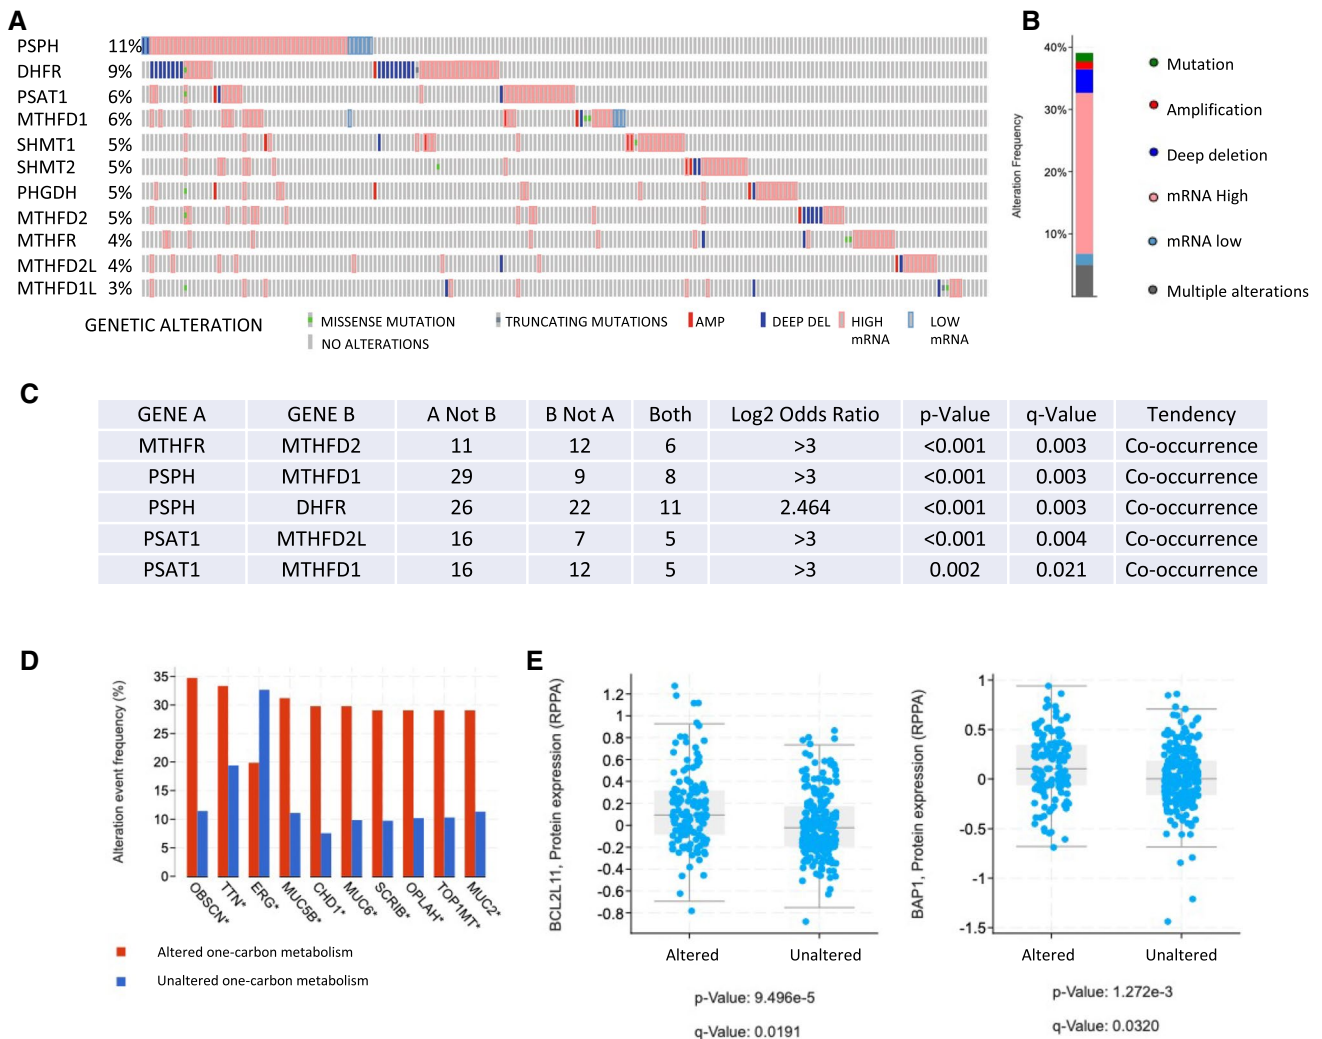 A
PSPH 11%
DHFR 9%
PSAT1 6%
MTHFD1 6%
SHMT1 5%
SHMT2 5%
PHGDH 5%
MTHFD2 5%
MTHFR 4%
MTHFD2L 4%
MTHFD1L 3%
GENETIC ALTERATION
MISSENSE MUTATION
TRUNCATING MUTATIONS
AMP
DEEP DEL
HIGH
mRNA
LOW
mRNA
NO ALTERATIONS
B
Alteration Frequency
40%
30%
20%
10%
Mutation
Amplification
Deep deletion
mRNA High
mRNA low
Multiple alterations
C
GENE A GENE B A Not B B Not A Both Log2 Odds Ratio p-Value q-Value Tendency
MTHFR MTHFD2 11 12 6 >3 <0.001 0.003 Co-occurrence
PSPH MTHFD1 29 9 8 >3 <0.001 0.003 Co-occurrence
PSPH DHFR 26 22 11 2.464 <0.001 0.003 Co-occurrence
PSAT1 MTHFD2L 16 7 5 >3 <0.001 0.004 Co-occurrence
PSAT1 MTHFD1 16 12 5 >3 0.002 0.021 Co-occurrence
D
Alteration event frequency (%)
35
30
25
20
15
10
5
0
OBSCN*
TTN*
ERG*
MUC5B*
CHD1*
MUC6*
SCRIB*
OPLAH*
TOP1MT*
MUC2*
Altered one-carbon metabolism
Unaltered one-carbon metabolism
E
BCL2L11, Protein expression (RPPA)
1.2
1
0.8
0.6
0.4
0.2
0
-0.2
-0.4
-0.6
-0.8
Altered Unaltered
p-Value: 9.496e-5
q-Value: 0.0191
BAP1, Protein expression (RPPA)
1
0.5
0
-0.5
-1
-1.5
Altered Unaltered
p-Value: 1.272e-3
q-Value: 0.0320